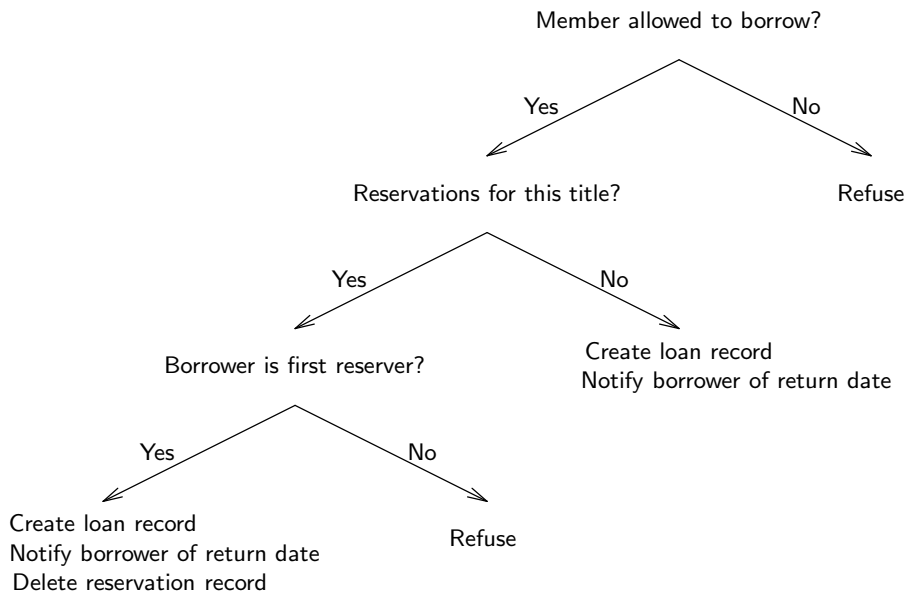 Member allowed to borrow?
Yes
No
Reservations for this title?
Refuse
Yes
No
Borrower is first reserver?
Create loan record
Notify borrower of return date
Yes
No
Create loan record
Notify borrower of return date
Delete reservation record
Refuse